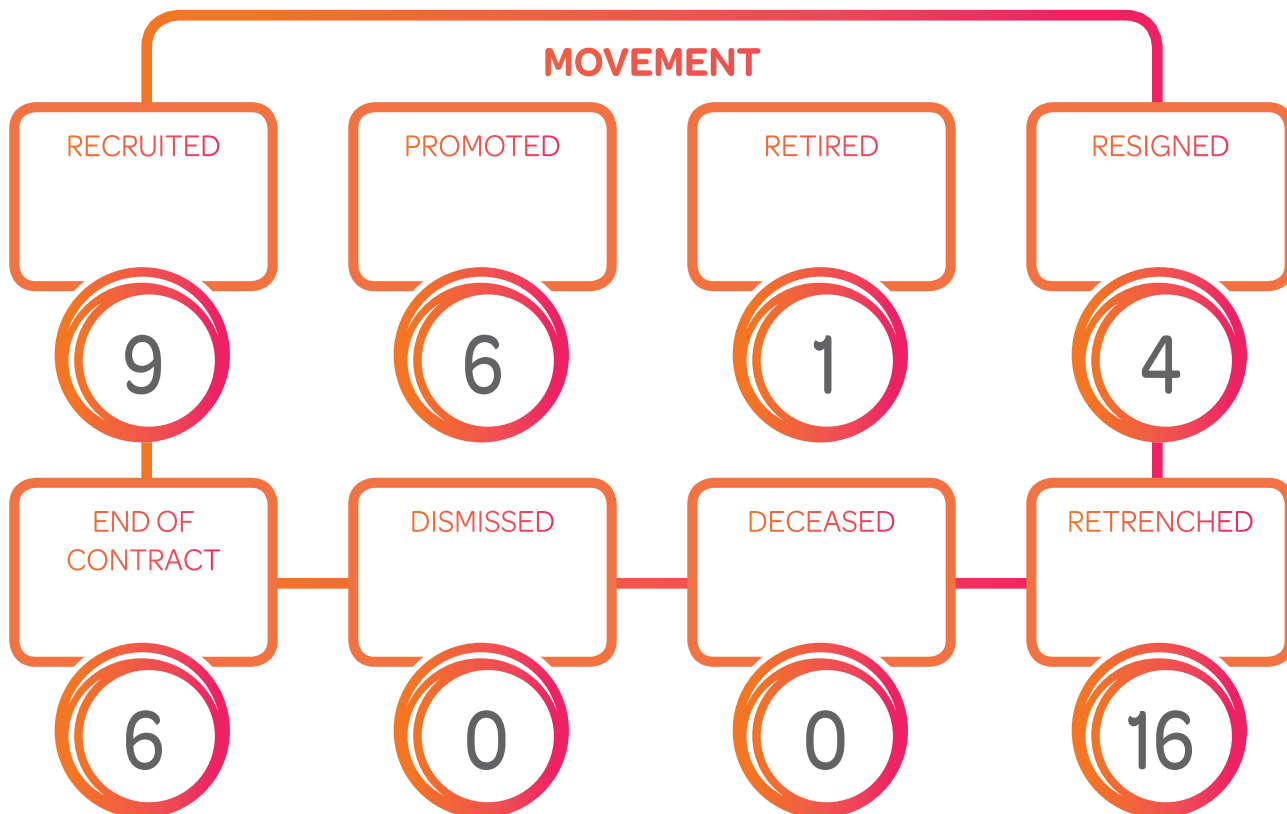 MOVEMENT
RECRUITED
PROMOTED
RETIRED
RESIGNED
9
6
1
4
END OF
CONTRACT
DISMISSED
DECEASED
RETRENCHED
6
0
0
16